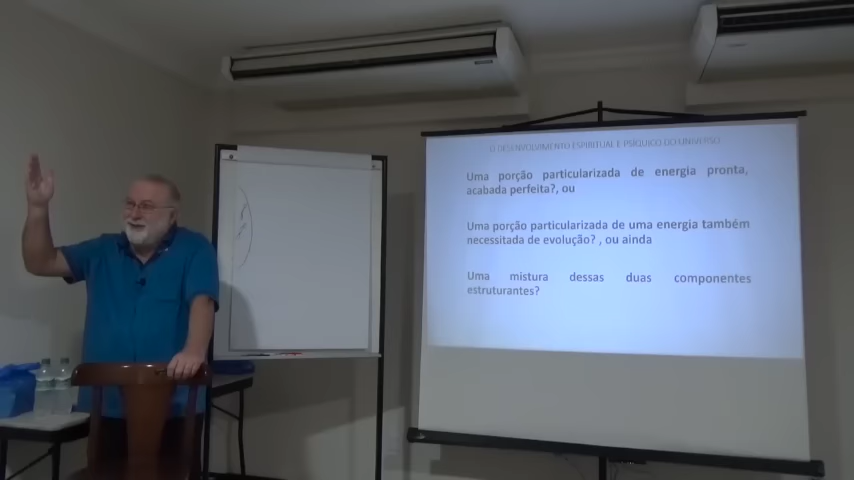 O DESENVOLVIMENTO ESPIRITUAL E PSÍQUICO DO UNIVERSO
Uma porção particularizada de energia pronta,
acabada perfeita?, ou
Uma porção particularizada de uma energia também
necessitada de evolução? , ou ainda
Uma mistura dessas duas componentes
estruturantes?